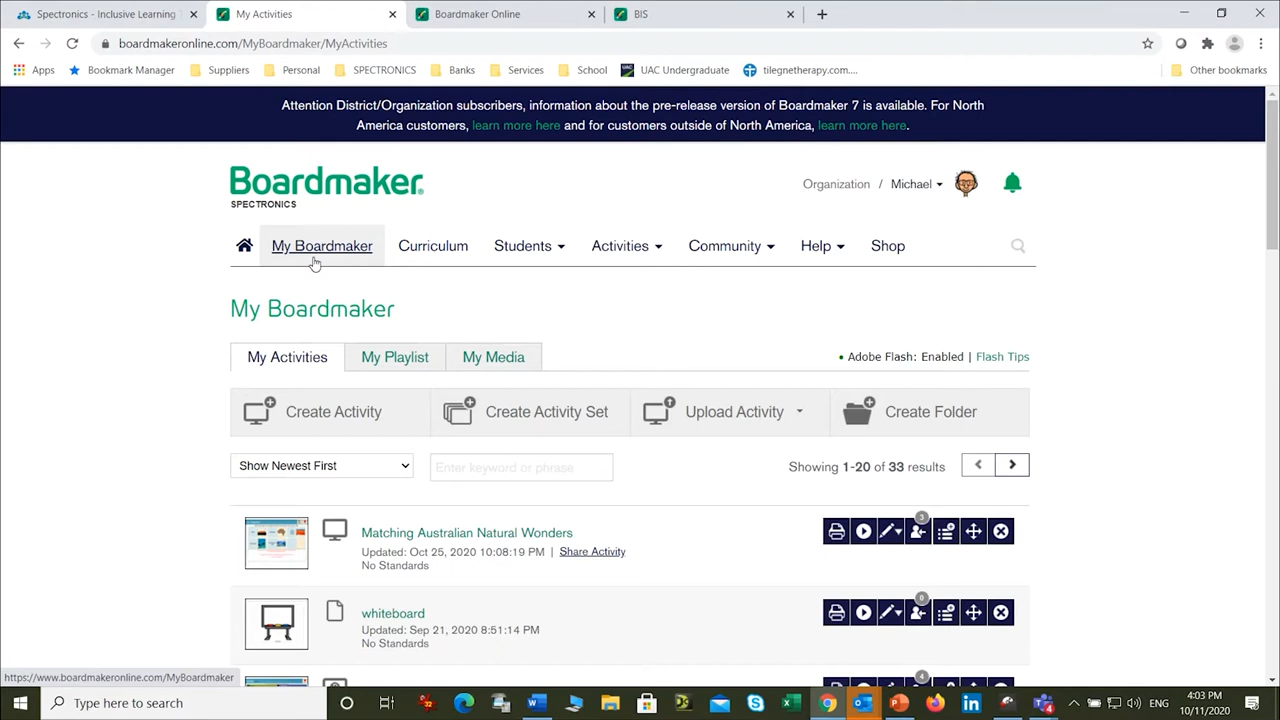 Spectronics - Inclusive Learning
My Activities
Boardmaker Online
BIS
boardmakeronline.com/MyBoardmaker/MyActivities
Apps
Bookmark Manager
Suppliers
Personal
SPECTRONICS
Banks
Services
School
UAC Undergraduate
tilegnetherapy.com....
Other bookmarks
Attention District/Organization subscribers, information about the pre-release version of Boardmaker 7 is available. For North
America customers, learn more here and for customers outside of North America, learn more here.
Boardmaker®
SPECTRONICS
Organization / Michael
My Boardmaker
Curriculum
Students
Activities
Community
Help
Shop
My Boardmaker
My Activities
My Playlist
My Media
• Adobe Flash: Enabled | Flash Tips
Create Activity
Create Activity Set
Upload Activity
Create Folder
Show Newest First
Enter keyword or phrase
Showing 1-20 of 33 results
Matching Australian Natural Wonders
Updated: Oct 25, 2020 10:08:19 PM | Share Activity
No Standards
3
whiteboard
Updated: Sep 21, 2020 8:51:14 PM
No Standards
0
4
https://www.boardmakeronline.com/MyBoardmaker
Type here to search
ENG
4:03 PM
10/11/2020